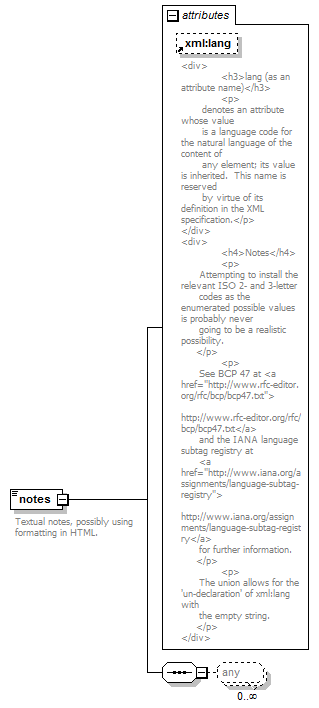 attributes
xml:lang
<div>
<h3>lang (as an
attribute name)</h3>
<p>
denotes an attribute
whose value
is a language code for
the natural language of the
content of
any element; its value
is inherited.  This name is
reserved
by virtue of its
definition in the XML
specification.</p>
</div>
<div>
<h4>Notes</h4>
<p>
Attempting to install the
relevant ISO 2- and 3-letter
codes as the
enumerated possible values
is probably never
going to be a realistic
possibility.
</p>
<p>
See BCP 47 at <a
href="http://www.rfc-editor.
org/rfc/bcp/bcp47.txt">
http://www.rfc-editor.org/rfc/
bcp/bcp47.txt</a>
and the IANA language
subtag registry at
<a
href="http://www.iana.org/a
ssignments/language-subtag-
registry">
http://www.iana.org/assign
ments/language-subtag-regist
ry</a>
for further information.
</p>
<p>
The union allows for the
'un-declaration' of xml:lang
with
the empty string.
</p>
</div>
notes
Textual notes, possibly using
formatting in HTML.
any
0..∞